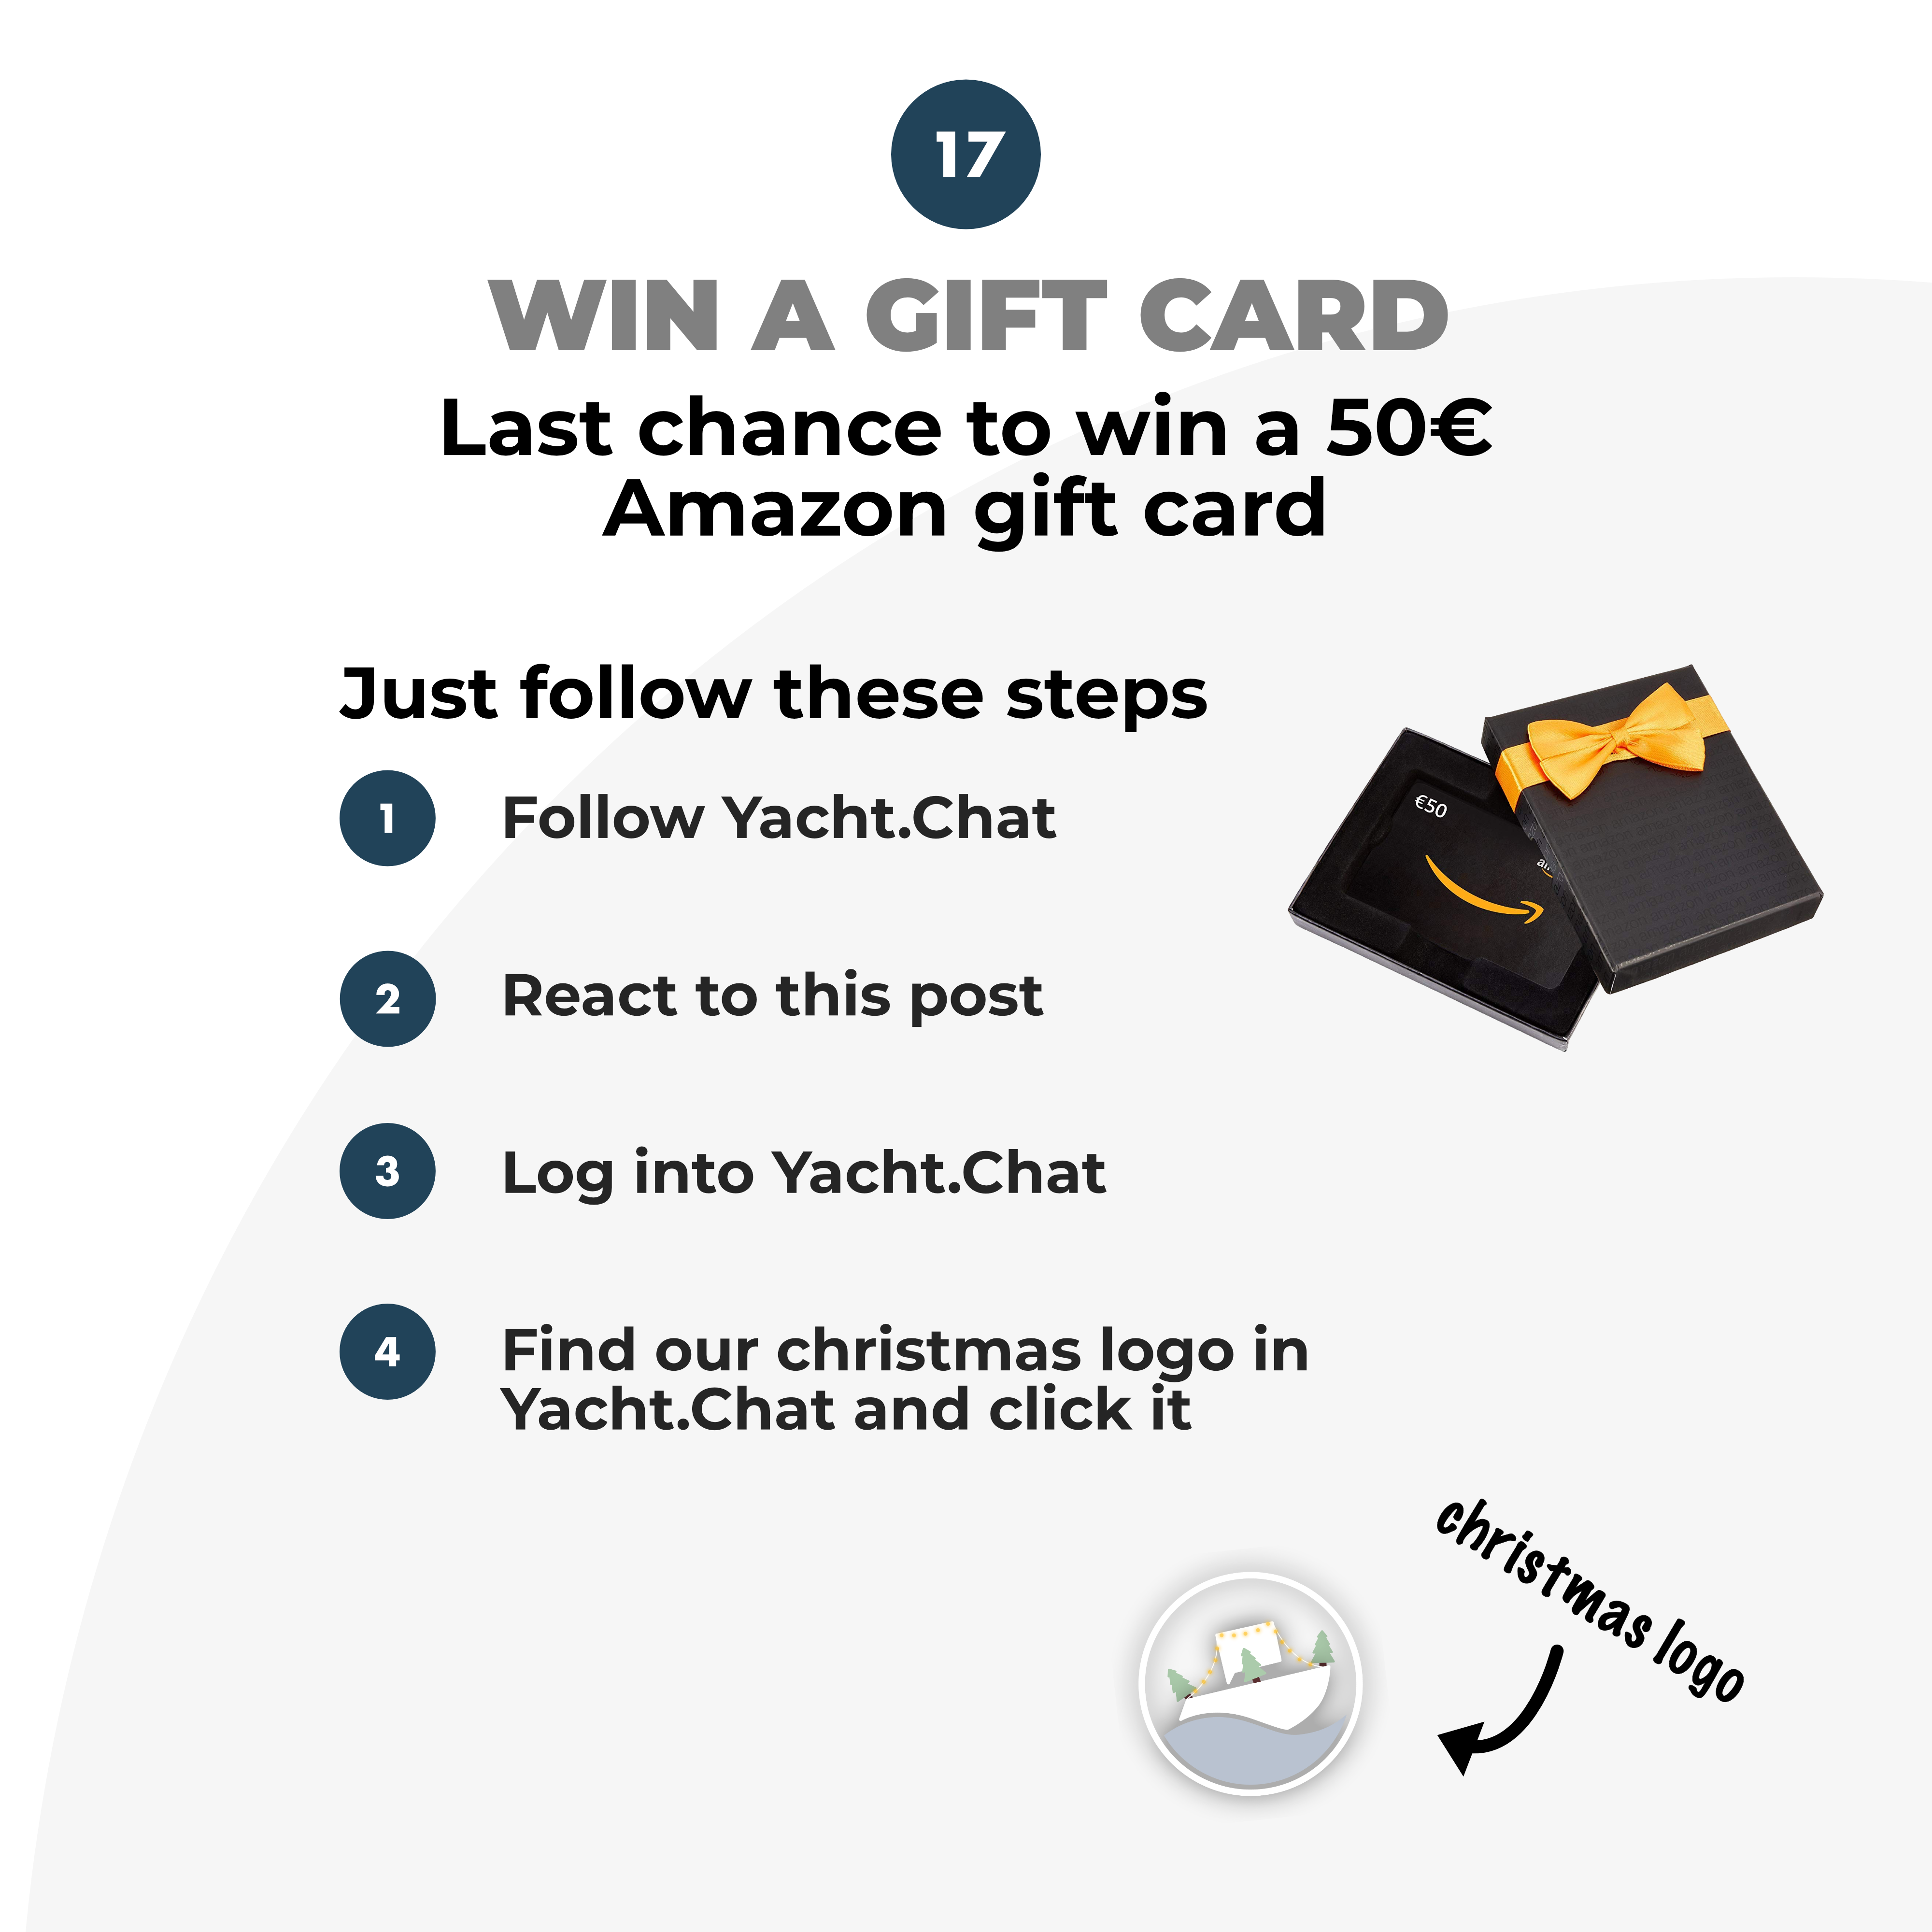 17
WIN A GIFT CARD
Last chance to win a 50€
Amazon gift card
Just follow these steps
1 Follow Yacht.Chat
€50
2 React to this post
3 Log into Yacht.Chat
4 Find our christmas logo in
Yacht.Chat and click it
christmas logo